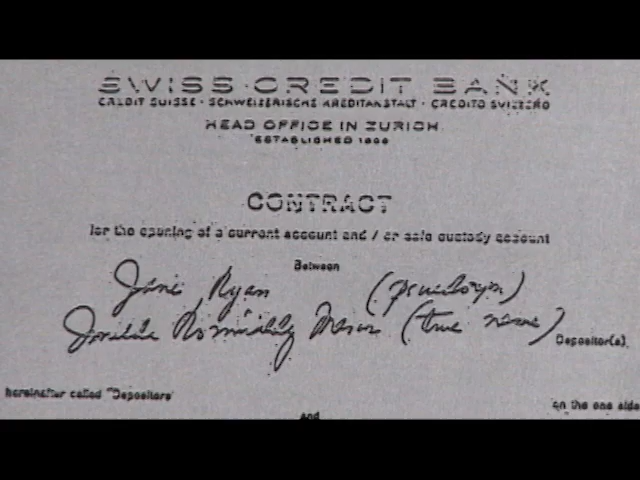 SWISS CREDIT BANK
CREDIT SUISSE · SCHWEIZERISCHE KREDITANSTALT · CREDITO SVIZZERO
HEAD OFFICE IN ZURICH
ESTABLISHED 1856
CONTRACT
for the opening of a current account and / or safe custody account
Between
Jane Ryan (pseudonym)
(true name) Depositor(s)
hereinafter called "Depositors on the one side
and